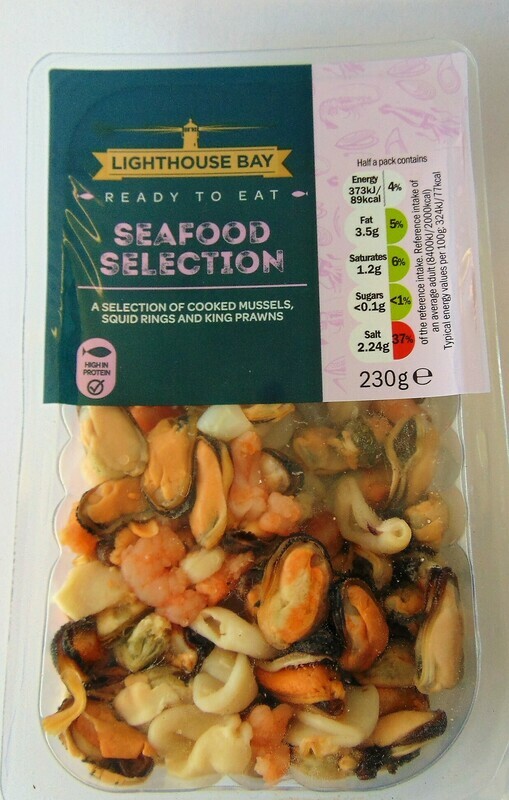 LIGHTHOUSE BAY
READY TO EAT
SEAFOOD
SELECTION
A SELECTION OF COOKED MUSSELS,
SQUID RINGS AND KING PRAWNS
HIGH IN
PROTEIN
Half a pack contains
Energy
373kJ/
89kcal
4%
Fat
3.5g
5%
Saturates
1.2g
6%
Sugars
<0.1g
<1%
Salt
2.24g
37%
of the reference intake. Reference intake of
an average adult (8400kJ/2000kcal)
Typical energy values per 100g: 324kJ/77kcal
230g e